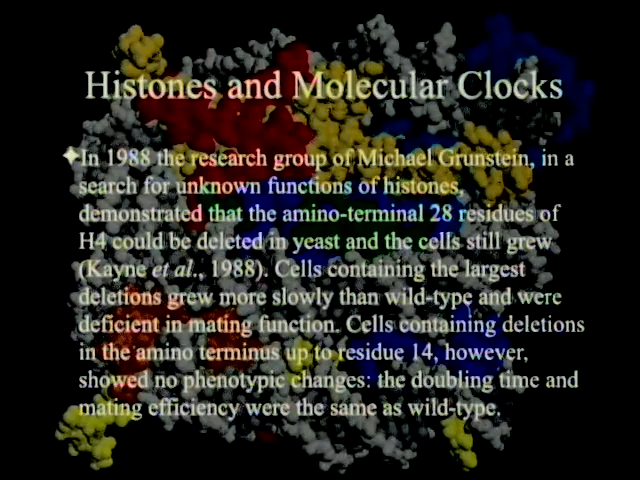 Histones and Molecular Clocks
✦In 1988 the research group of Michael Grunstein, in a
search for unknown functions of histones,
demonstrated that the amino-terminal 28 residues of
H4 could be deleted in yeast and the cells still grew
(Kayne et al., 1988). Cells containing the largest
deletions grew more slowly than wild-type and were
deficient in mating function. Cells containing deletions
in the amino terminus up to residue 14, however,
showed no phenotypic changes: the doubling time and
mating efficiency were the same as wild-type.